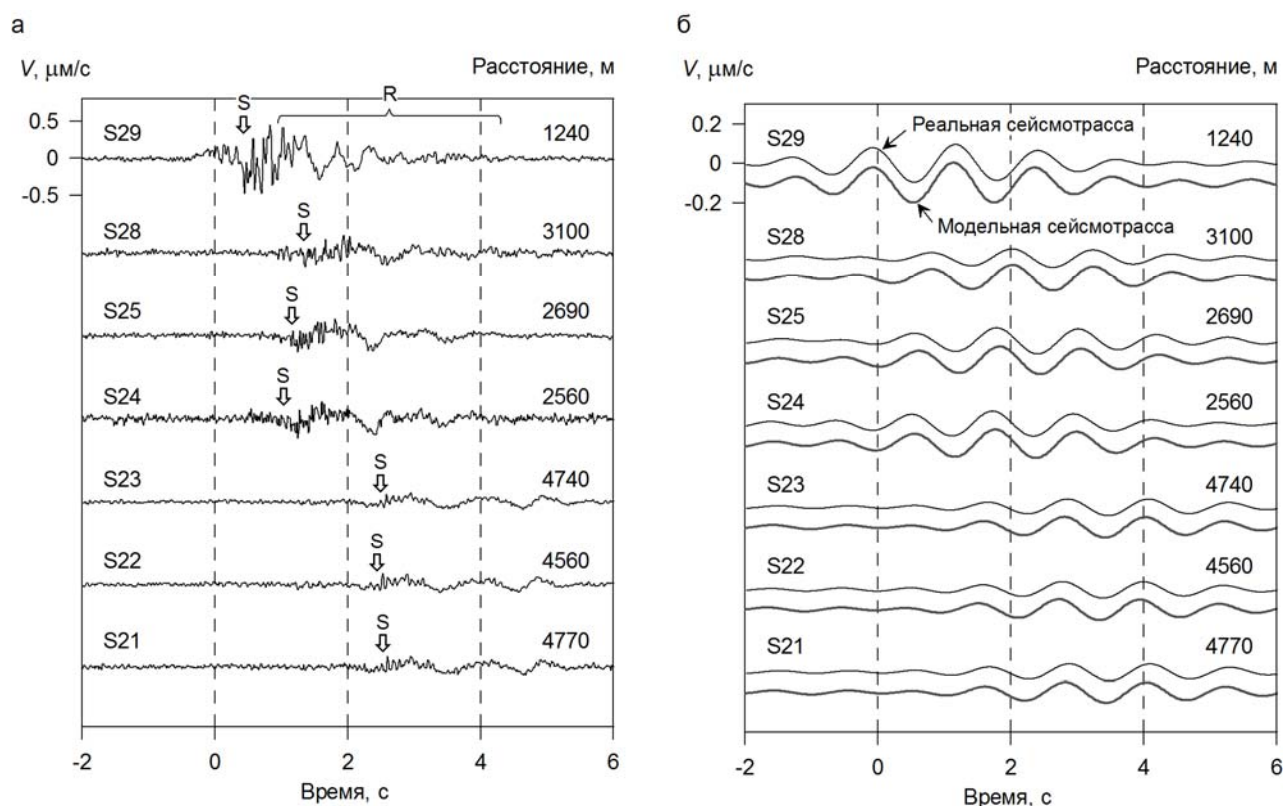 а
V, μм/с
Расстояние, м
R
S
0.5
S29
1240
0
-0.5
S
S28
3100
S
S25
2690
S
S24
2560
S
S23
4740
S
S22
4560
S
S21
4770
-2 0 2 4 6
Время, с
б
V, μм/с
Расстояние, м
0.2
Реальная сейсмотрасса
S29
1240
0
-0.2
Модельная сейсмотрасса
S28
3100
S25
2690
S24
2560
S23
4740
S22
4560
S21
4770
-2 0 2 4 6
Время, с